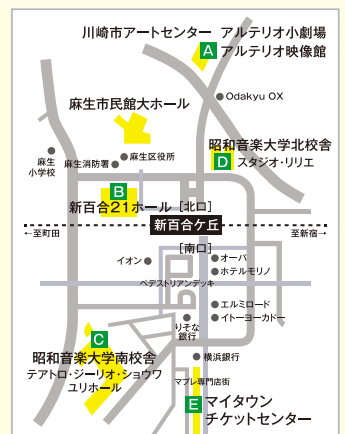 川崎市アートセンター アルテリオ小劇場
A アルテリオ映像館
Odakyu OX
麻生市民館大ホール
昭和音楽大学北校舎
D スタジオ・リリエ
麻生
小学校
麻生消防署
麻生区役所
B
新百合21ホール
[北口]
←至町田
新百合ケ丘
至新宿→
[南口]
イオン
オーパ
ホテルモリノ
ペデストリアンデッキ
エルミロード
イトーヨーカドー
りそな
銀行
C
昭和音楽大学南校舎
テアトロ・ジーリオ・ショウワ
ユリホール
横浜銀行
マプレ専門店街
E マイタウン
チケットセンター